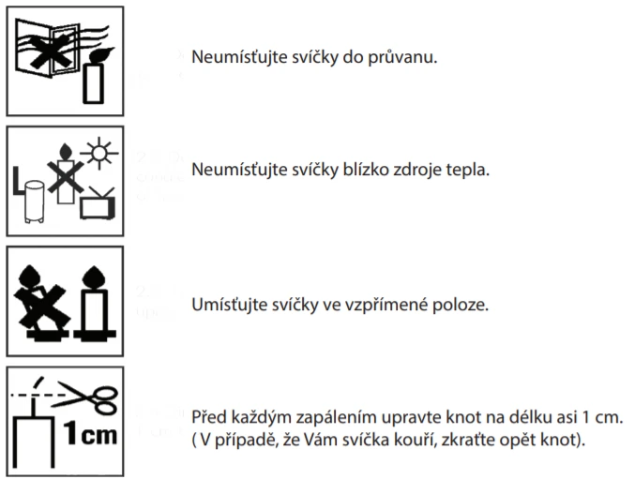 Neumísťujte svíčky do průvanu.
Neumísťujte svíčky blízko zdroje tepla.
Umísťujte svíčky ve vzpřímené poloze.
1cm
Před každým zapálením upravte knot na délku asi 1 cm.
( V případě, že Vám svíčka kouří, zkraťte opět knot).